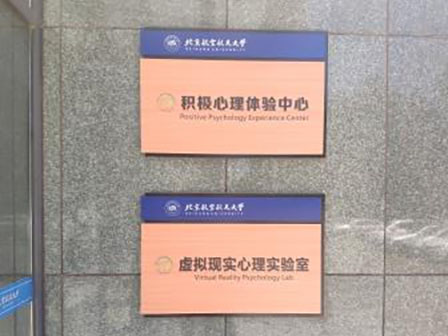 北京航空航天大学
BEIHANG UNIVERSITY
积极心理体验中心
Positive Psychology Experience Center
北京航空航天大学
BEIHANG UNIVERSITY
虚拟现实心理实验室
Virtual Reality Psychology Lab